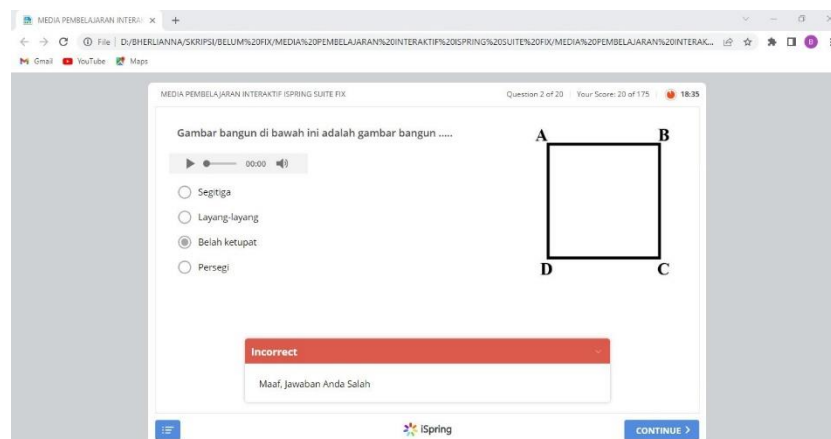 MEDIA PEMBELAJARAN INTERA
File D:/BHERLIANNA/SKRIPSI/BELUM%20FIX/MEDIA%20PEMBELAJARAN%20INTERAKTIF%20ISPRING%20SUITE%20FIX/MEDIA%20PEMBELAJARAN%20INTERAK... B
Gmail YouTube Maps
MEDIA PEMBELAJARAN INTERAKTIF ISPRING SUITE FIX Question 2 of 20 Your Score: 20 of 175 18:35
Gambar bangun di bawah ini adalah gambar bangun .....
A B
00:00
Segitiga
Layang-layang
Belah ketupat
Persegi
D C
Incorrect
Maaf, Jawaban Anda Salah
iSpring CONTINUE